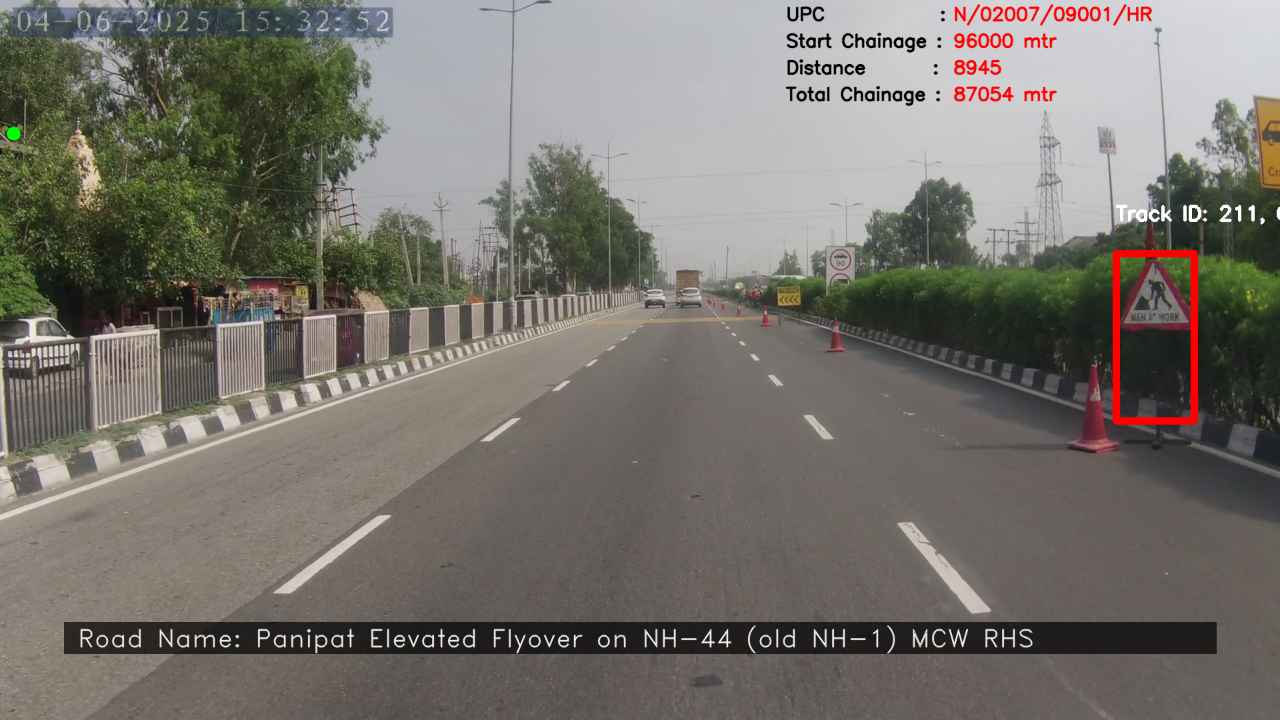 04-06-2025 15:32:52
UPC : N/02007/09001/HR
Start Chainage : 96000 mtr
Distance : 8945
Total Chainage : 87054 mtr
Track ID: 211,
MEN AT WORK
90
Road Name: Panipat Elevated Flyover on NH-44 (old NH-1) MCW RHS